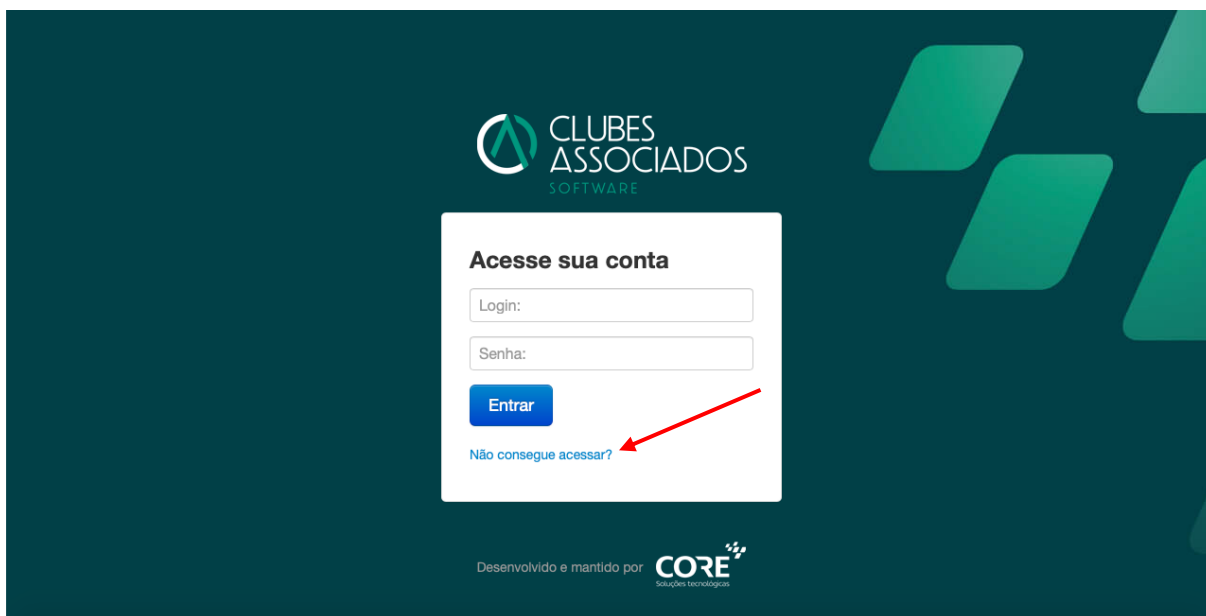 CLUBES
ASSOCIADOS
SOFTWARE
Acesse sua conta
Login:
Senha:
Entrar
Não consegue acessar?
Desenvolvido e mantido por CORE
Soluções tecnológicas